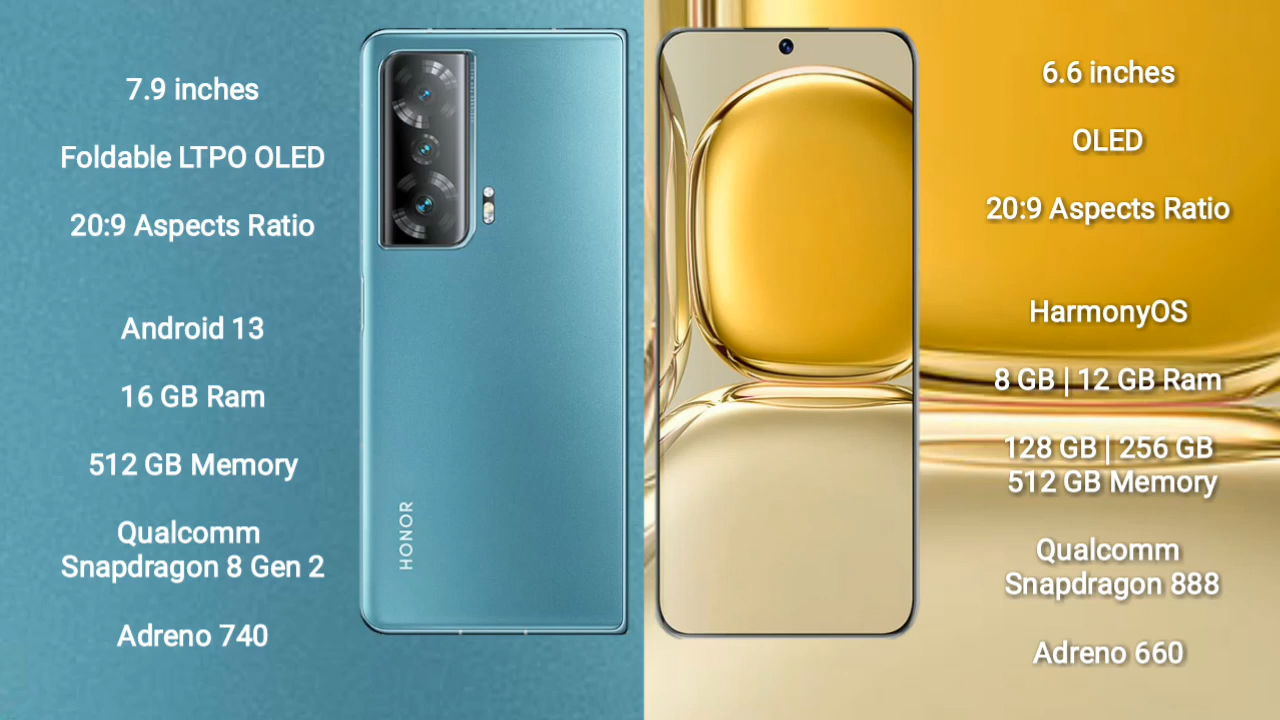 7.9 inches
Foldable LTPO OLED
20:9 Aspects Ratio
Android 13
16 GB Ram
512 GB Memory
Qualcomm
Snapdragon 8 Gen 2
Adreno 740
HONOR
6.6 inches
OLED
20:9 Aspects Ratio
HarmonyOS
8 GB | 12 GB Ram
128 GB | 256 GB
512 GB Memory
Qualcomm
Snapdragon 888
Adreno 660